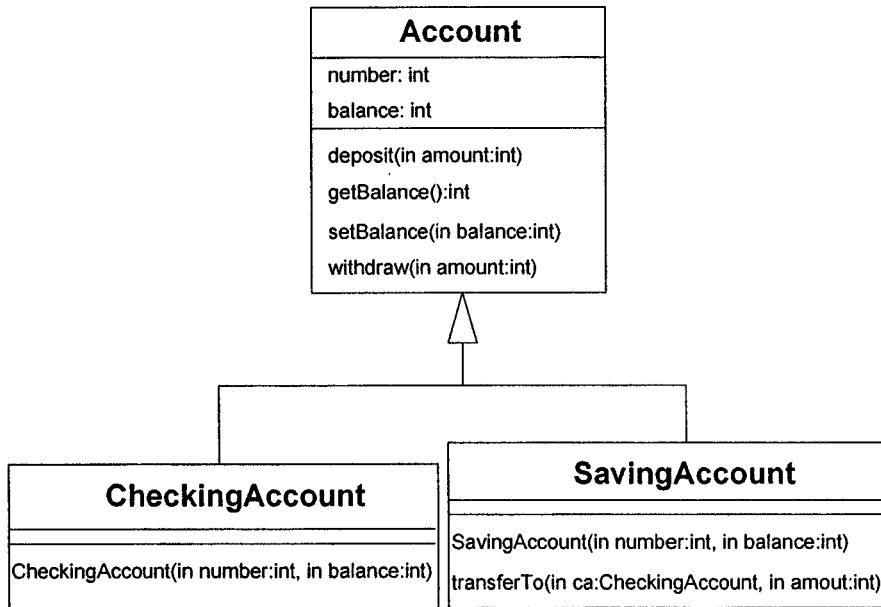 Account
number: int
balance: int
deposit(in amount:int)
getBalance():int
setBalance(in balance:int)
withdraw(in amount:int)
CheckingAccount
CheckingAccount(in number:int, in balance:int)
SavingAccount
SavingAccount(in number:int, in balance:int)
transferTo(in ca:CheckingAccount, in amout:int)